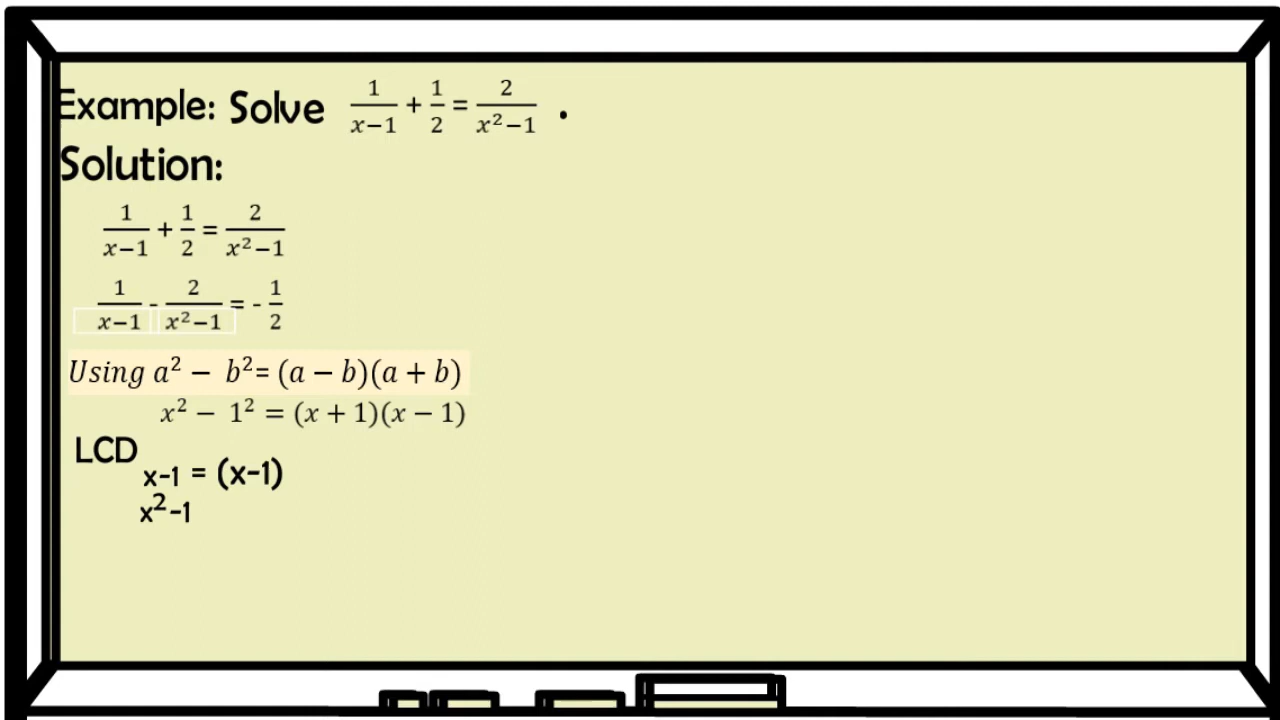 Example: Solve 1/(x−1) + 1/2 = 2/(x²−1) .
Solution:
1/(x−1) + 1/2 = 2/(x²−1)
1/(x−1) - 2/(x²−1) = - 1/2
Using a² − b²= (a − b)(a + b)
x² − 1² = (x + 1)(x − 1)
LCD
x-1 = (x-1)
x²-1